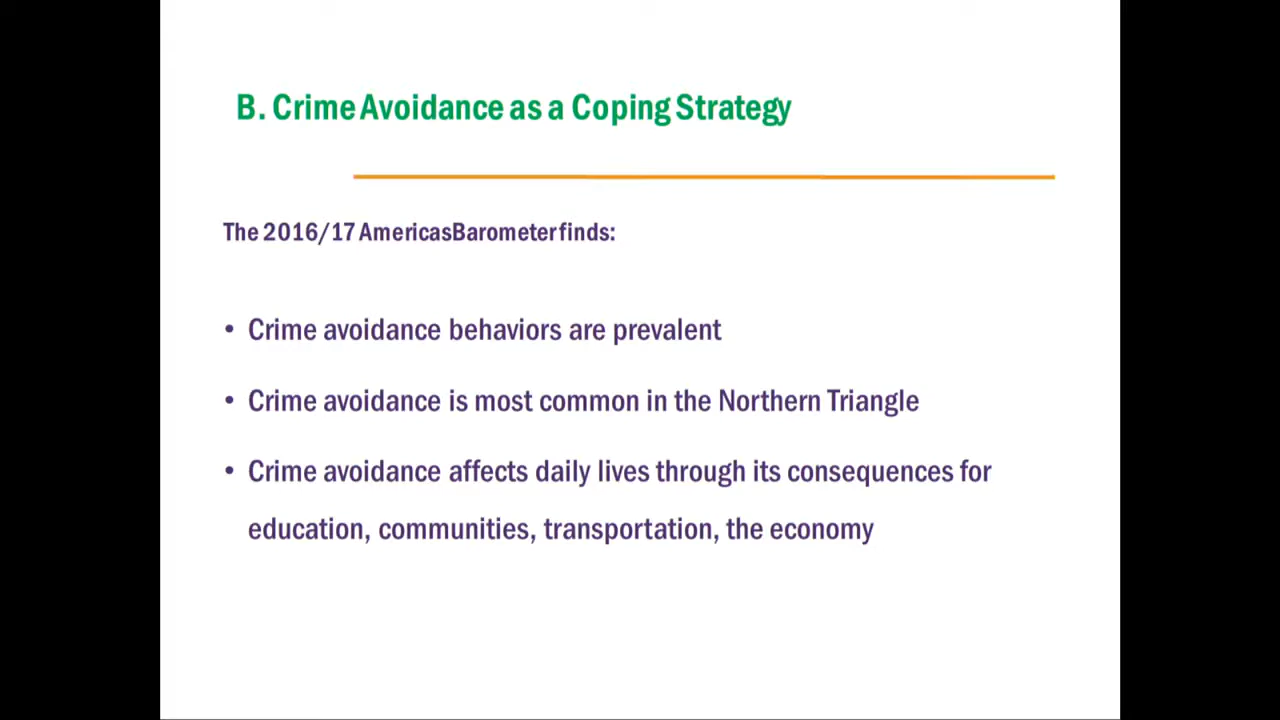 B. Crime Avoidance as a Coping Strategy
The 2016/17 AmericasBarometer finds:
• Crime avoidance behaviors are prevalent
• Crime avoidance is most common in the Northern Triangle
• Crime avoidance affects daily lives through its consequences for
education, communities, transportation, the economy